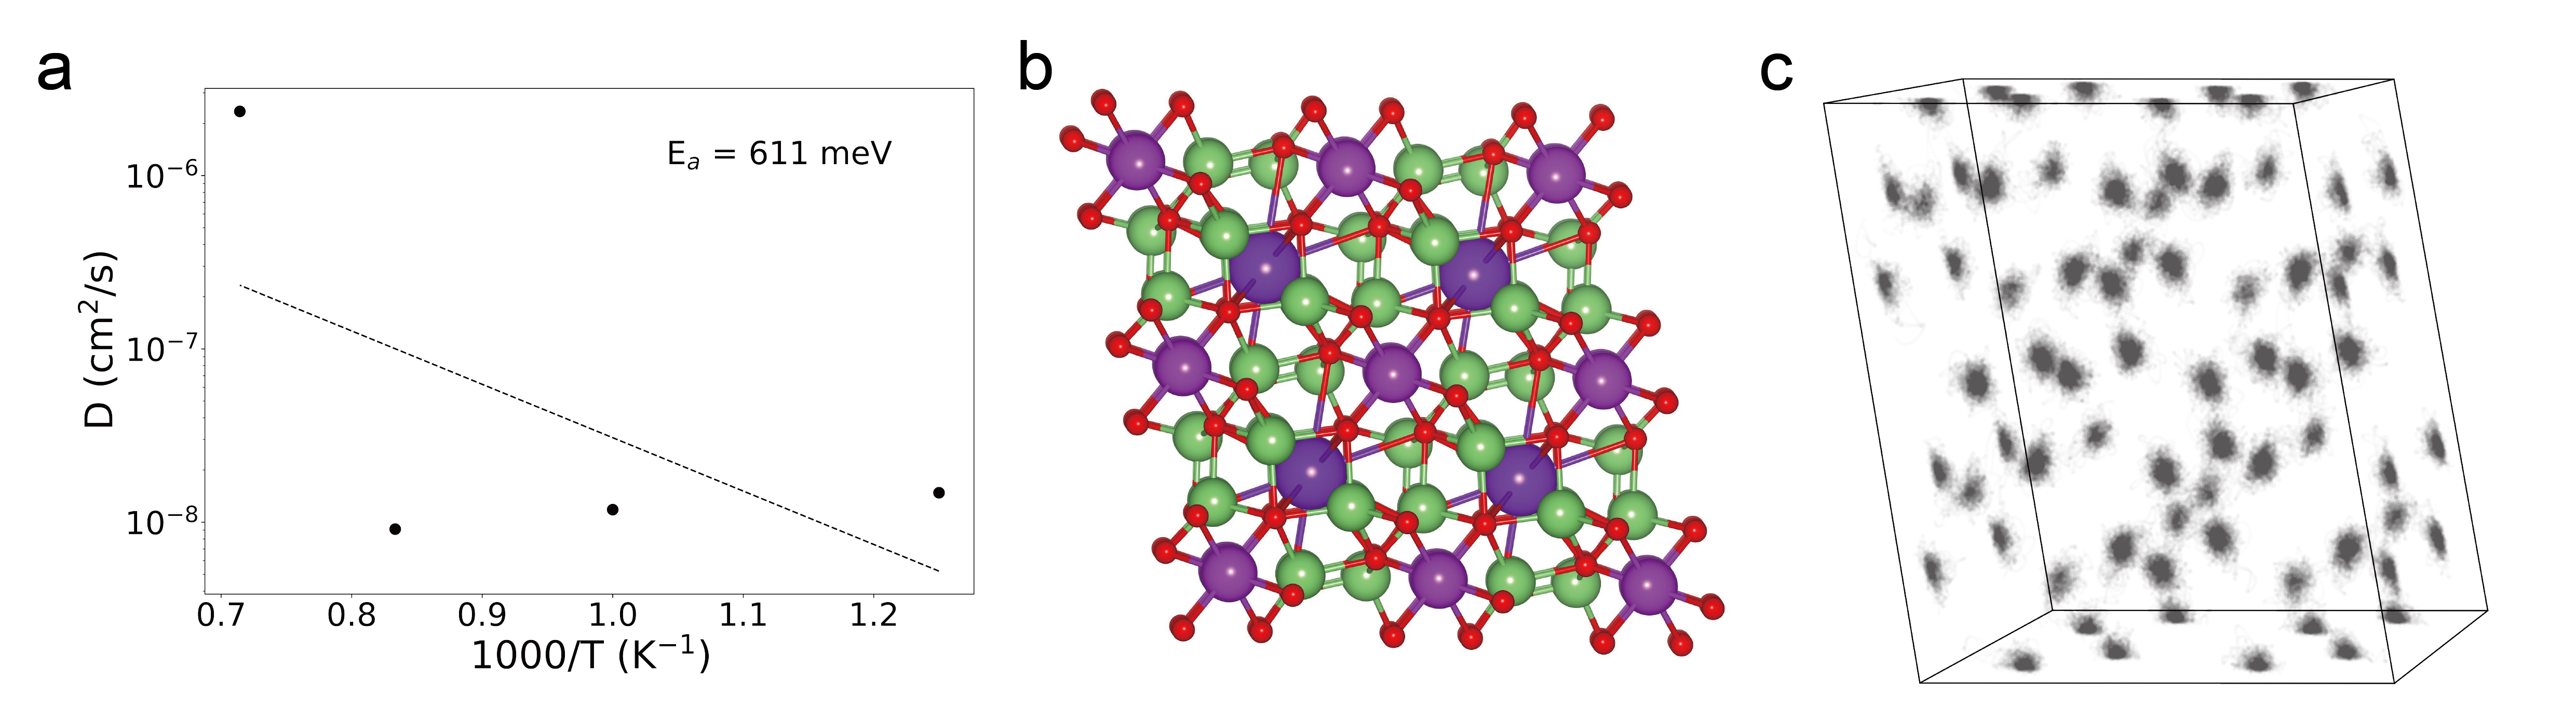 a
b
c
E_a = 611 meV
D (cm²/s)
10⁻⁶
10⁻⁷
10⁻⁸
0.7 0.8 0.9 1.0 1.1 1.2
1000/T (K⁻¹)